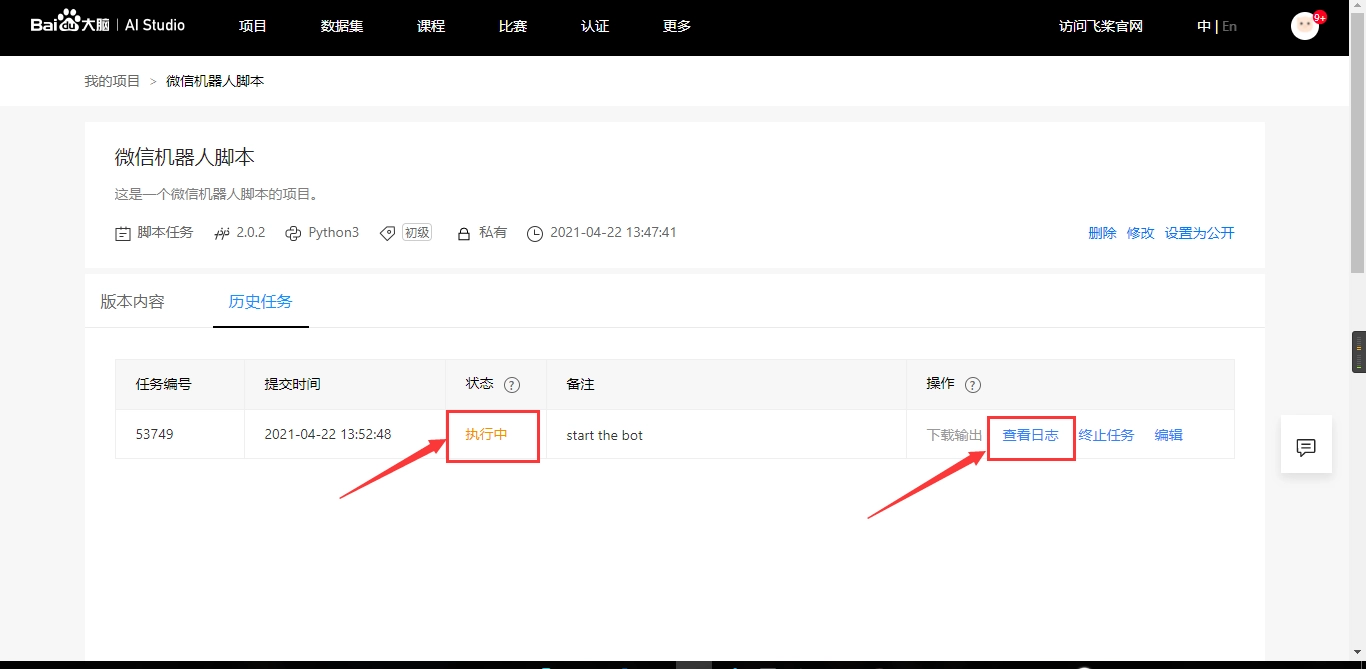 Bai du 大脑 | AI Studio 项目 数据集 课程 比赛 认证 更多 访问飞桨官网 中 | En 9+
我的项目 > 微信机器人脚本
微信机器人脚本
这是一个微信机器人脚本的项目。
脚本任务 2.0.2 Python3 初级 私有 2021-04-22 13:47:41 删除 修改 设置为公开
版本内容 历史任务
任务编号 提交时间 状态 ? 备注 操作 ?
53749 2021-04-22 13:52:48 执行中 start the bot 下载输出 查看日志 终止任务 编辑